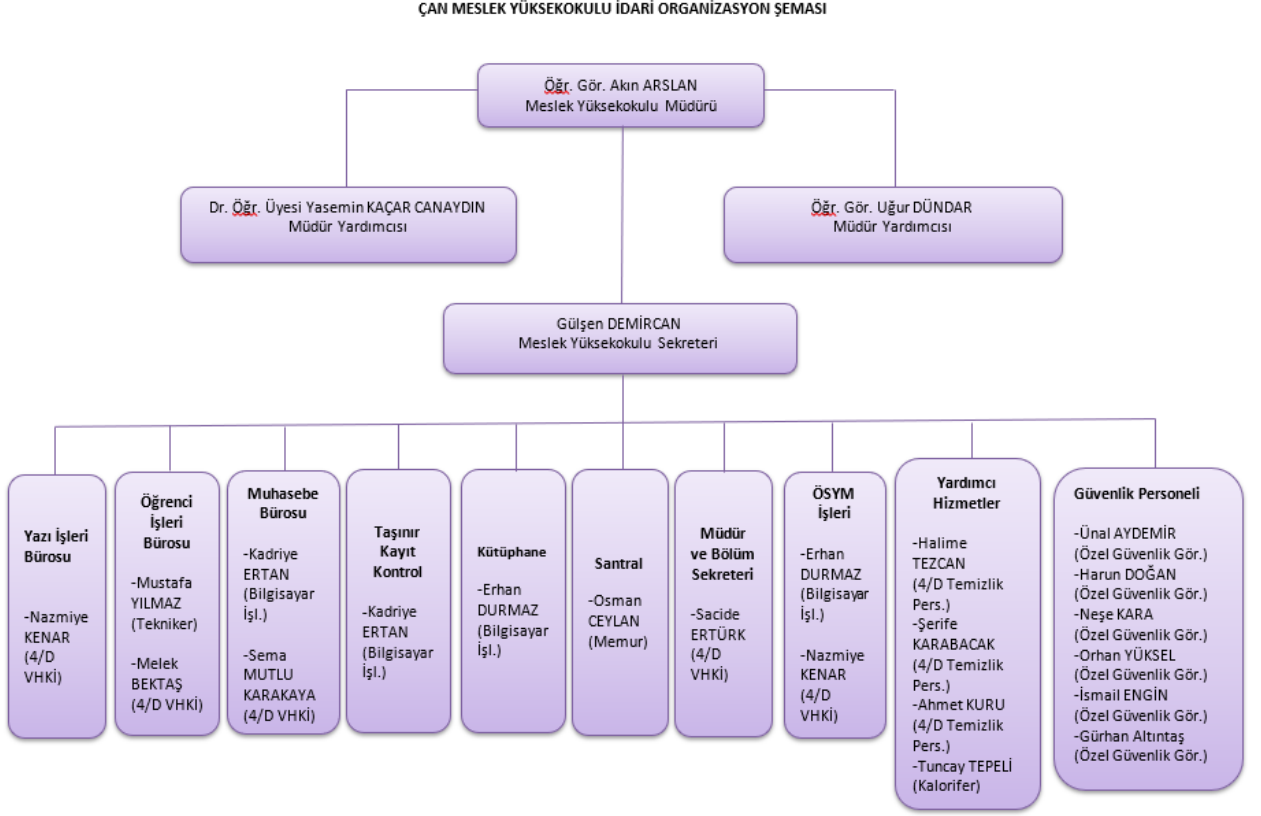 ÇAN MESLEK YÜKSEKOKULU İDARİ ORGANİZASYON ŞEMASI
Öğr. Gör. Akın ARSLAN
Meslek Yüksekokulu Müdürü
Dr. Öğr. Üyesi Yasemin KAÇAR CANAYDIN
Müdür Yardımcısı
Öğr. Gör. Uğur DÜNDAR
Müdür Yardımcısı
Gülşen DEMİRCAN
Meslek Yüksekokulu Sekreteri
Yazı İşleri
Bürosu
-Nazmiye
KENAR
(4/D
VHKİ)
Öğrenci
İşleri
Bürosu
-Mustafa
YILMAZ
(Tekniker)
-Melek
BEKTAŞ
(4/D VHKİ)
Muhasebe
Bürosu
-Kadriye
ERTAN
(Bilgisayar
İşl.)
-Sema
MUTLU
KARAKAYA
(4/D VHKİ)
Taşınır
Kayıt
Kontrol
-Kadriye
ERTAN
(Bilgisayar
İşl.)
Kütüphane
-Erhan
DURMAZ
(Bilgisayar
İşl.)
Santral
-Osman
CEYLAN
(Memur)
Müdür
ve Bölüm
Sekreteri
-Sacide
ERTÜRK
(4/D
VHKİ)
ÖSYM
İşleri
-Erhan
DURMAZ
(Bilgisayar
İşl.)
-Nazmiye
KENAR
(4/D
VHKİ)
Yardımcı
Hizmetler
-Halime
TEZCAN
(4/D Temizlik
Pers.)
-Şerife
KARABACAK
(4/D Temizlik
Pers.)
-Ahmet KURU
(4/D Temizlik
Pers.)
-Tuncay TEPELİ
(Kalorifer)
Güvenlik Personeli
-Ünal AYDEMİR
(Özel Güvenlik Gör.)
-Harun DOĞAN
(Özel Güvenlik Gör.)
-Neşe KARA
(Özel Güvenlik Gör.)
-Orhan YÜKSEL
(Özel Güvenlik Gör.)
-İsmail ENGİN
(Özel Güvenlik Gör.)
-Gürhan Altıntaş
(Özel Güvenlik Gör.)